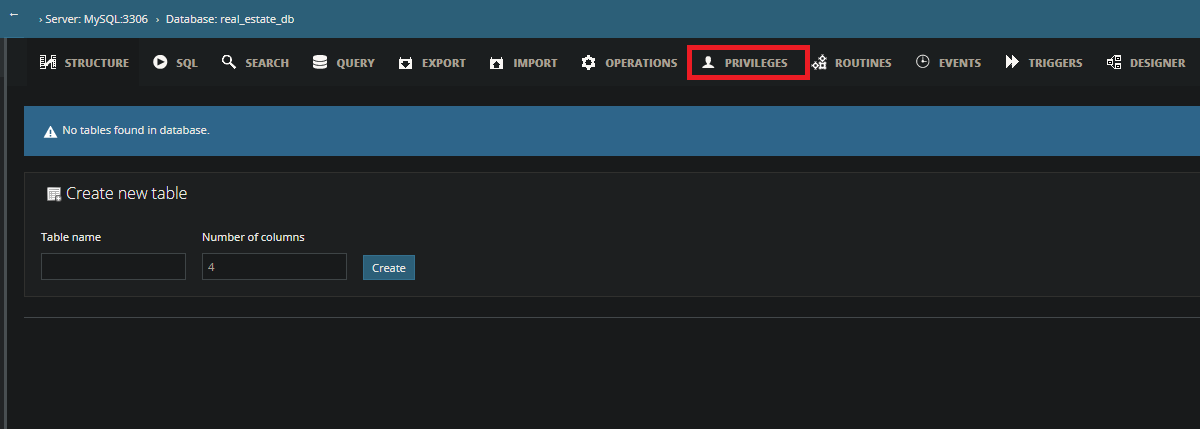 ← › Server: MySQL:3306 › Database: real_estate_db
STRUCTURE SQL SEARCH QUERY EXPORT IMPORT OPERATIONS PRIVILEGES ROUTINES EVENTS TRIGGERS DESIGNER
No tables found in database.
Create new table
Table name Number of columns
4 Create